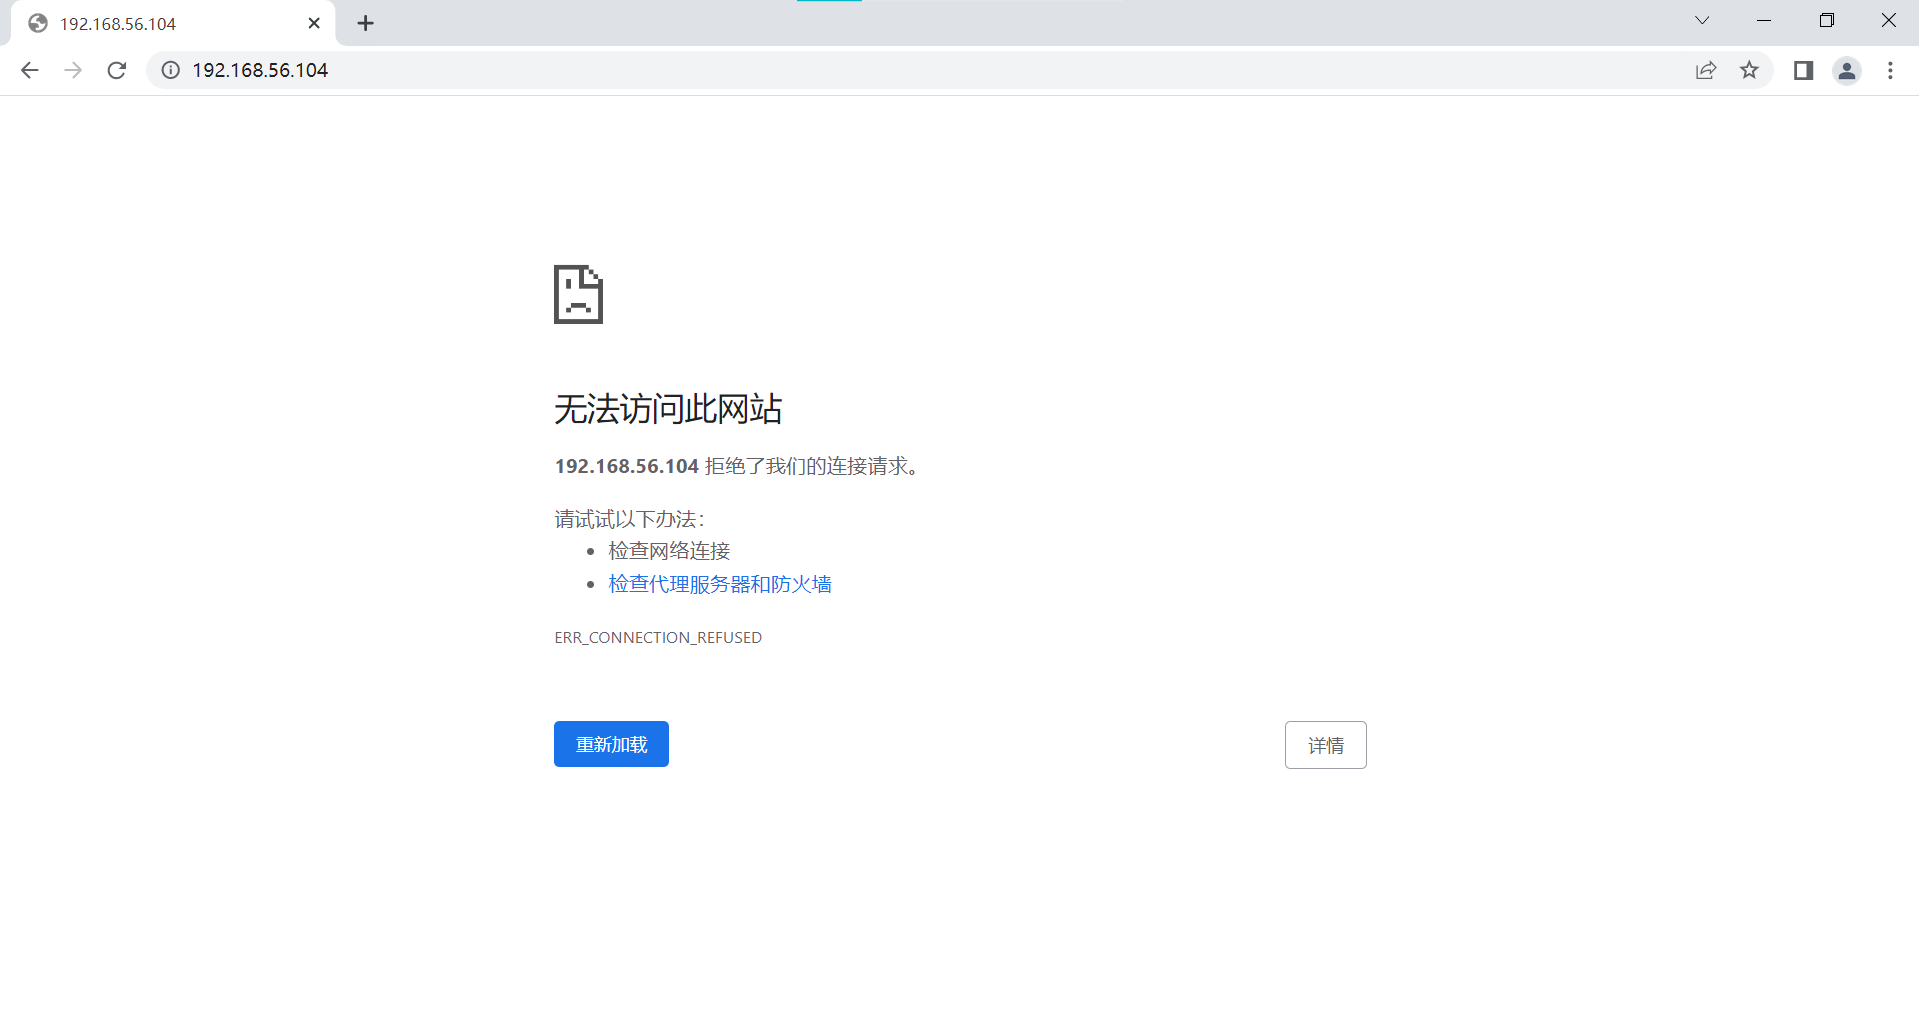 192.168.56.104
192.168.56.104
无法访问此网站
192.168.56.104 拒绝了我们的连接请求。
请试试以下办法：
检查网络连接
检查代理服务器和防火墙
ERR_CONNECTION_REFUSED
重新加载
详情